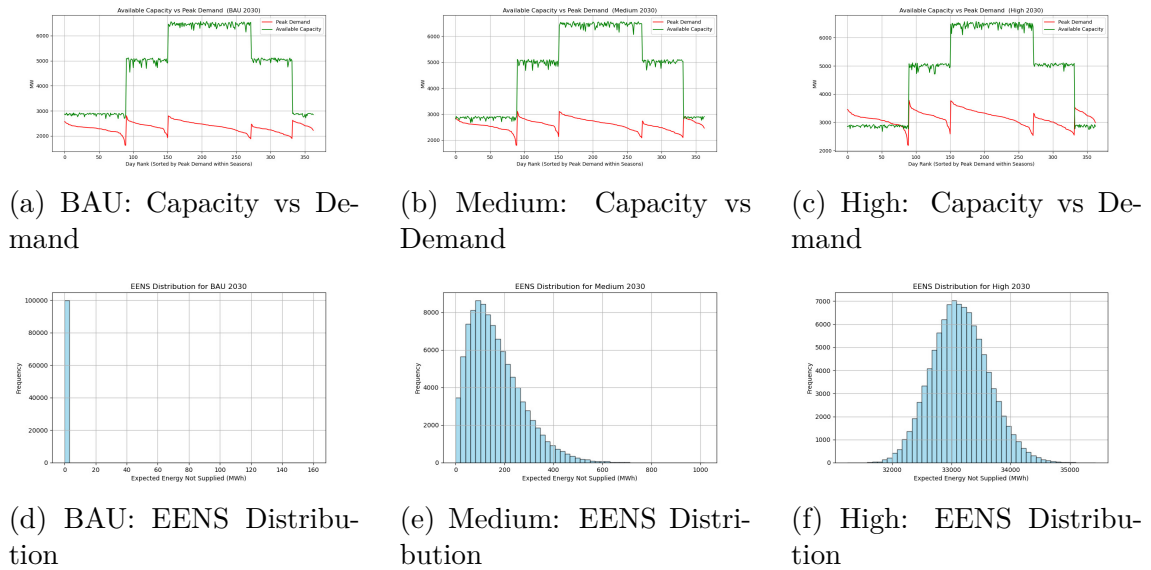 Available Capacity vs Peak Demand (BAU 2030)
Peak Demand
Available Capacity
6000
5000
4000
3000
2000
MW
0 50 100 150 200 250 300 350
Day Rank (Sorted by Peak Demand within Seasons)
Available Capacity vs Peak Demand (Medium 2030)
Peak Demand
Available Capacity
6000
5000
4000
3000
2000
MW
0 50 100 150 200 250 300 350
Day Rank (Sorted by Peak Demand within Seasons)
Available Capacity vs Peak Demand (High 2030)
Peak Demand
Available Capacity
6000
5000
4000
3000
2000
MW
0 50 100 150 200 250 300 350
Day Rank (Sorted by Peak Demand within Seasons)
(a) BAU: Capacity vs De-
mand
(b) Medium: Capacity vs
Demand
(c) High: Capacity vs De-
mand
EENS Distribution for BAU 2030
100000
80000
60000
40000
20000
0
Frequency
0 20 40 60 80 100 120 140 160
Expected Energy Not Supplied (MWh)
EENS Distribution for Medium 2030
8000
6000
4000
2000
0
Frequency
0 200 400 600 800 1000
Expected Energy Not Supplied (MWh)
EENS Distribution for High 2030
7000
6000
5000
4000
3000
2000
1000
0
Frequency
32000 33000 34000 35000
Expected Energy Not Supplied (MWh)
(d) BAU: EENS Distribu-
tion
(e) Medium: EENS Distri-
bution
(f) High: EENS Distribu-
tion